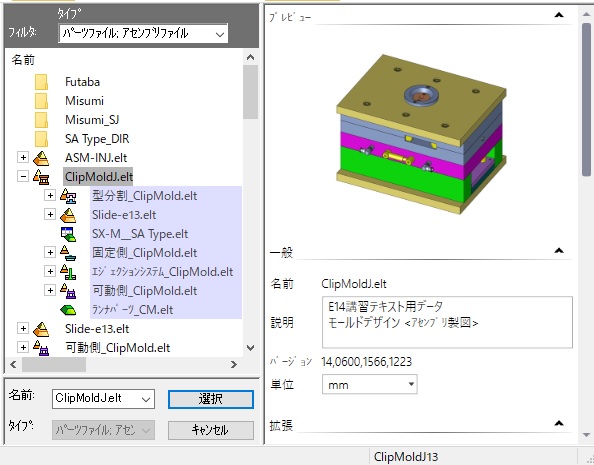 ﾀｲﾌﾟ
ﾌｨﾙﾀ:
ﾊﾟｰﾂﾌｧｲﾙ; ｱｾﾝﾌﾞﾘﾌｧｲﾙ
名前
Futaba
Misumi
Misumi_SJ
SA Type_DIR
ASM-INJ.elt
ClipMoldJ.elt
型分割_ClipMold.elt
Slide-e13.elt
SX-M__SA Type.elt
固定側_ClipMold.elt
ｴｼﾞｪｸｼｮﾝｼｽﾃﾑ_ClipMold.elt
可動側_ClipMold.elt
ﾗﾝﾅﾊﾟｰﾂ_CM.elt
Slide-e13.elt
可動側_ClipMold.elt
名前:
ClipMoldJ.elt
選択
ﾀｲﾌﾟ:
ﾊﾟｰﾂﾌｧｲﾙ; ｱｾﾝ
ｷｬﾝｾﾙ
ﾌﾟﾚﾋﾞｭｰ
一般
名前
ClipMoldJ.elt
説明
E14講習テキスト用データ
モールドデザイン <ｱｾﾝﾌﾞﾘ製図>
ﾊﾞｰｼﾞｮﾝ
14,0600,1566,1223
単位
mm
拡張
ClipMoldJ13